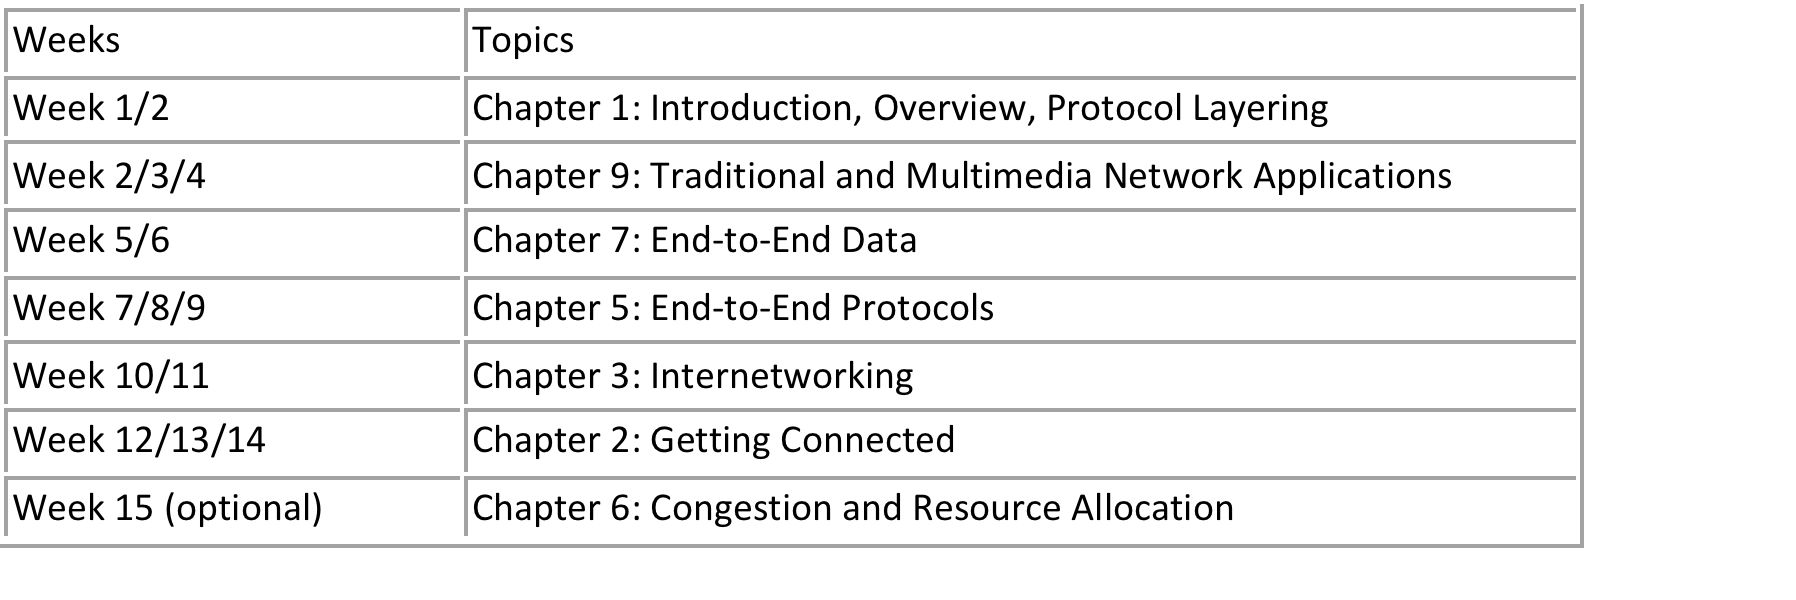 Weeks Topics
Week 1/2 Chapter 1: Introduction, Overview, Protocol Layering
Week 2/3/4 Chapter 9: Traditional and Multimedia Network Applications
Week 5/6 Chapter 7: End-to-End Data
Week 7/8/9 Chapter 5: End-to-End Protocols
Week 10/11 Chapter 3: Internetworking
Week 12/13/14 Chapter 2: Getting Connected
Week 15 (optional) Chapter 6: Congestion and Resource Allocation